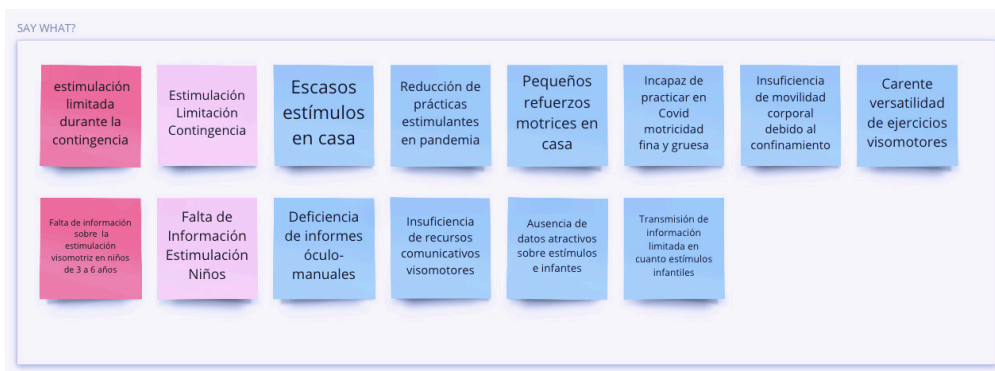 SAY WHAT?
estimulación
limitada
durante la
contingencia
Estimulación
Limitación
Contingencia
Escasos
estímulos
en casa
Reducción de
prácticas
estimulantes
en pandemia
Pequeños
refuerzos
motrices en
casa
Incapaz de
practicar en
Covid
motricidad
fina y gruesa
Insuficiencia
de movilidad
corporal
debido al
confinamiento
Carente
versatilidad
de ejercicios
visomotores
Falta de información
sobre la
estimulación
visomotriz en niños
de 3 a 6 años
Falta de
Información
Estimulación
Niños
Deficiencia
de informes
óculo-
manuales
Insuficiencia
de recursos
comunicativos
visomotores
Ausencia de
datos atractivos
sobre estímulos
e infantes
Transmisión de
información
limitada en
cuanto estímulos
infantiles